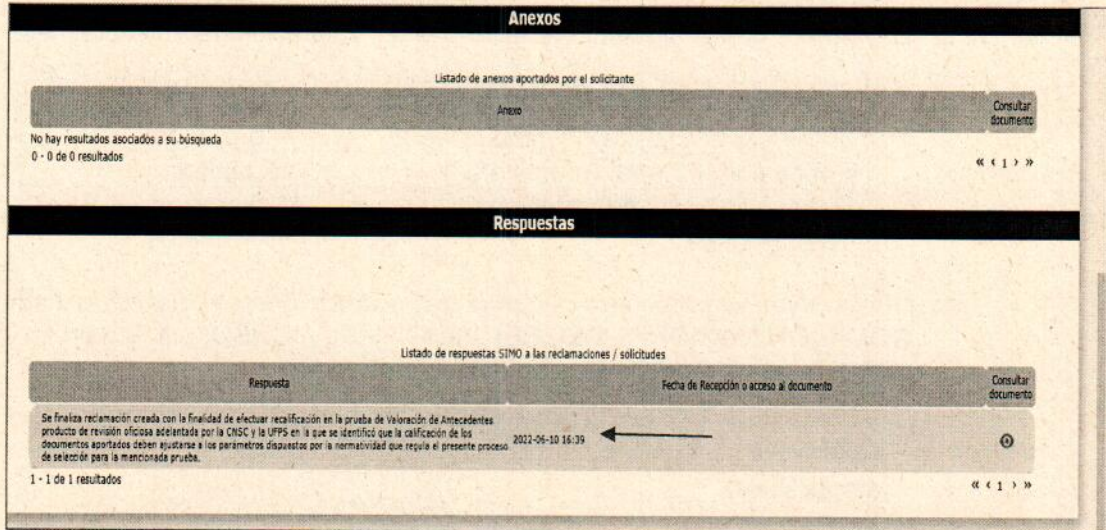 Anexos
Listado de anexos aportados por el solicitante
Anexo
Consultar
documento
No hay resultados asociados a su búsqueda
0 - 0 de 0 resultados
« ‹ 1 › »
Respuestas
Listado de respuestas SIMO a las reclamaciones / solicitudes
Respuesta
Fecha de Recepción o acceso al documento
Consultar
documento
Se finaliza reclamación creada con la finalidad de efectuar recalificación en la prueba de Valoración de Antecedentes
producto de revisión oficiosa adelantada por la CNSC y la UFPS en la que se identificó que la calificación de los
documentos aportados deben ajustarse a los parámetros dispuestos por la normatividad que regula el presente proceso
de selección para la mencionada prueba.
2022-06-10 16:39
1 - 1 de 1 resultados
« ‹ 1 › »